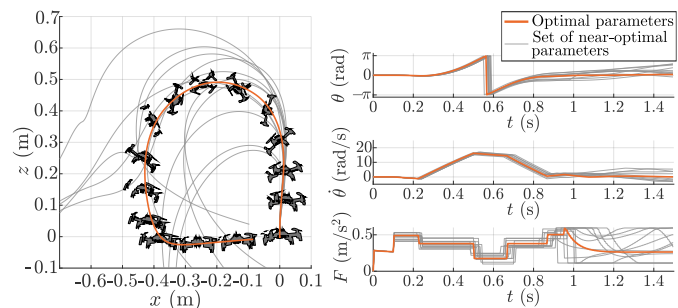 0.7
0.6
0.5
0.4
0.3
0.2
0.1
0
-0.1
z (m)
-0.6-0.5-0.4-0.3-0.2-0.1 0 0.1
x (m)
Optimal parameters
Set of near-optimal
parameters
π
0
−π
θ (rad)
0 0.2 0.4 0.6 0.8 1 1.2 1.4
t (s)
20
10
0
θ̇ (rad/s)
0 0.2 0.4 0.6 0.8 1 1.2 1.4
t (s)
0.5
0
F (m/s²)
0 0.2 0.4 0.6 0.8 1 1.2 1.4
t (s)